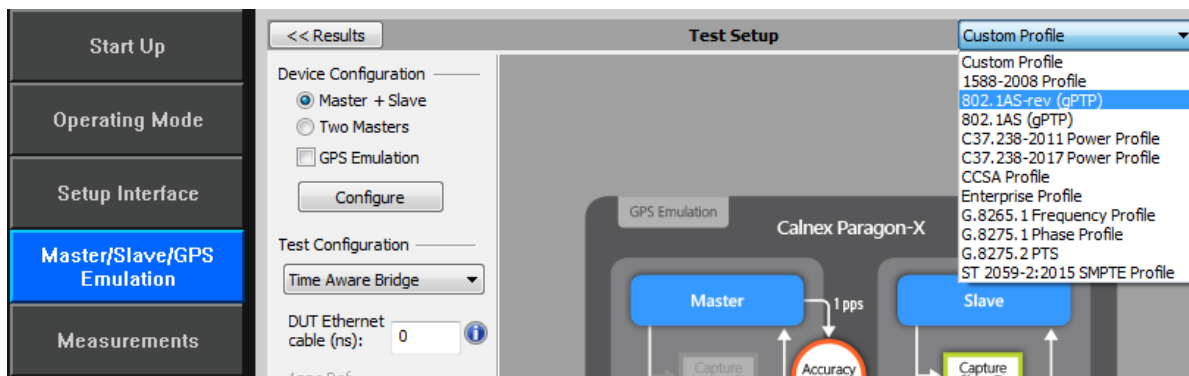 Start Up
Operating Mode
Setup Interface
Master/Slave/GPS
Emulation
Measurements
<< Results
Test Setup
Custom Profile
Device Configuration
Master + Slave
Two Masters
GPS Emulation
Configure
Test Configuration
Time Aware Bridge
DUT Ethernet
cable (ns):
0
Custom Profile
1588-2008 Profile
802.1AS-rev (gPTP)
802.1AS (gPTP)
C37.238-2011 Power Profile
C37.238-2017 Power Profile
CCSA Profile
Enterprise Profile
G.8265.1 Frequency Profile
G.8275.1 Phase Profile
G.8275.2 PTS
ST 2059-2:2015 SMPTE Profile
GPS Emulation
Calnex Paragon-X
Master
1 pps
Slave
Capture
Accuracy
Capture